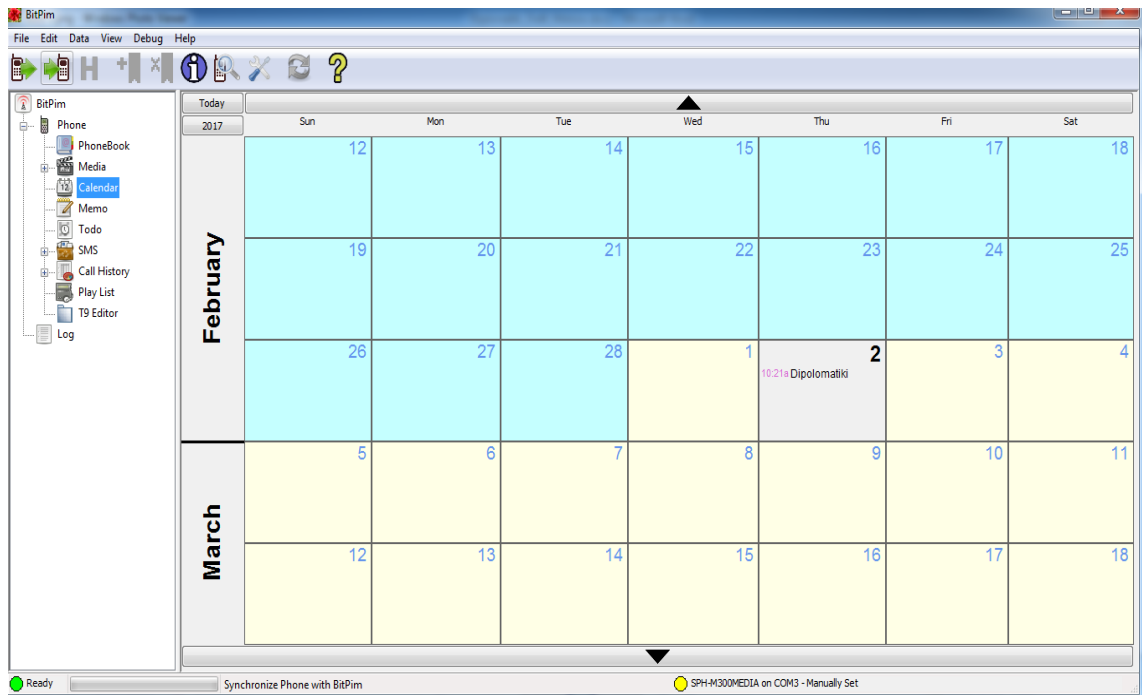 BitPim
File Edit Data View Debug Help
BitPim
Phone
PhoneBook
Media
Calendar
Memo
Todo
SMS
Call History
Play List
T9 Editor
Log
Today
2017 Sun Mon Tue Wed Thu Fri Sat
February
12 13 14 15 16 17 18
19 20 21 22 23 24 25
26 27 28 1 2 3 4
10:21a Dipolomatiki
March
5 6 7 8 9 10 11
12 13 14 15 16 17 18
Ready Synchronize Phone with BitPim SPH-M300MEDIA on COM3 - Manually Set